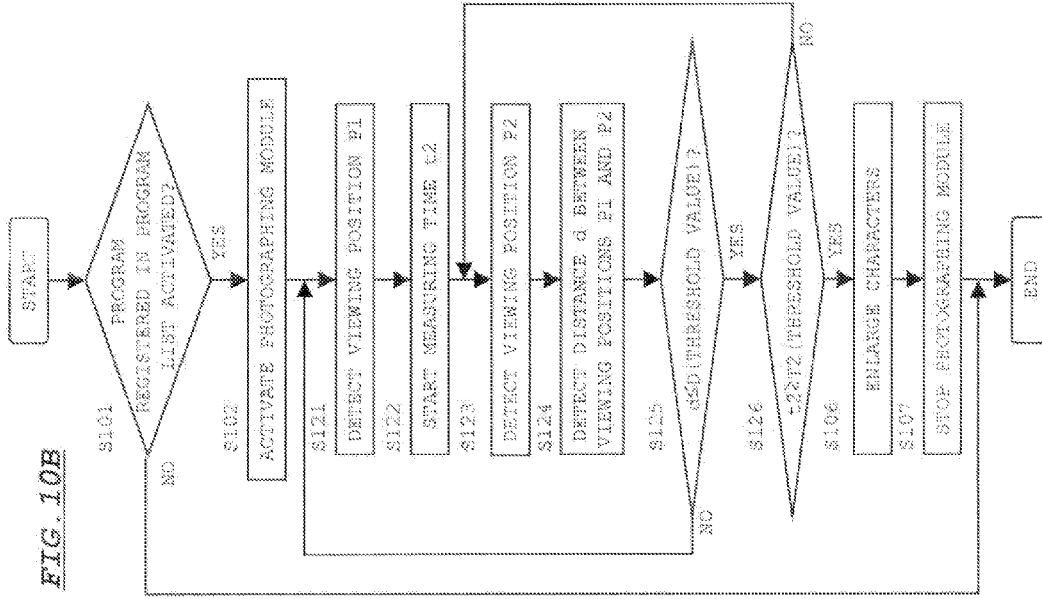 FIG. 10B
START
S101
PROGRAM
REGISTERED IN PROGRAM
LIST ACTIVATED?
NO
YES
S102
ACTIVATE PHOTOGRAPHING MODULE
S121
DETECT VIEWING POSITION P1
S122
START MEASURING TIME t2
S123
DETECT VIEWING POSITION P2
S124
DETECT DISTANCE d BETWEEN
VIEWING POSITIONS P1 AND P2
S125
d≤D(THRESHOLD VALUE)?
NO
YES
S126
t2≥T2(THRESHOLD VALUE)?
NO
YES
S106
ENLARGE CHARACTERS
S107
STOP PHOTOGRAPHING MODULE
END